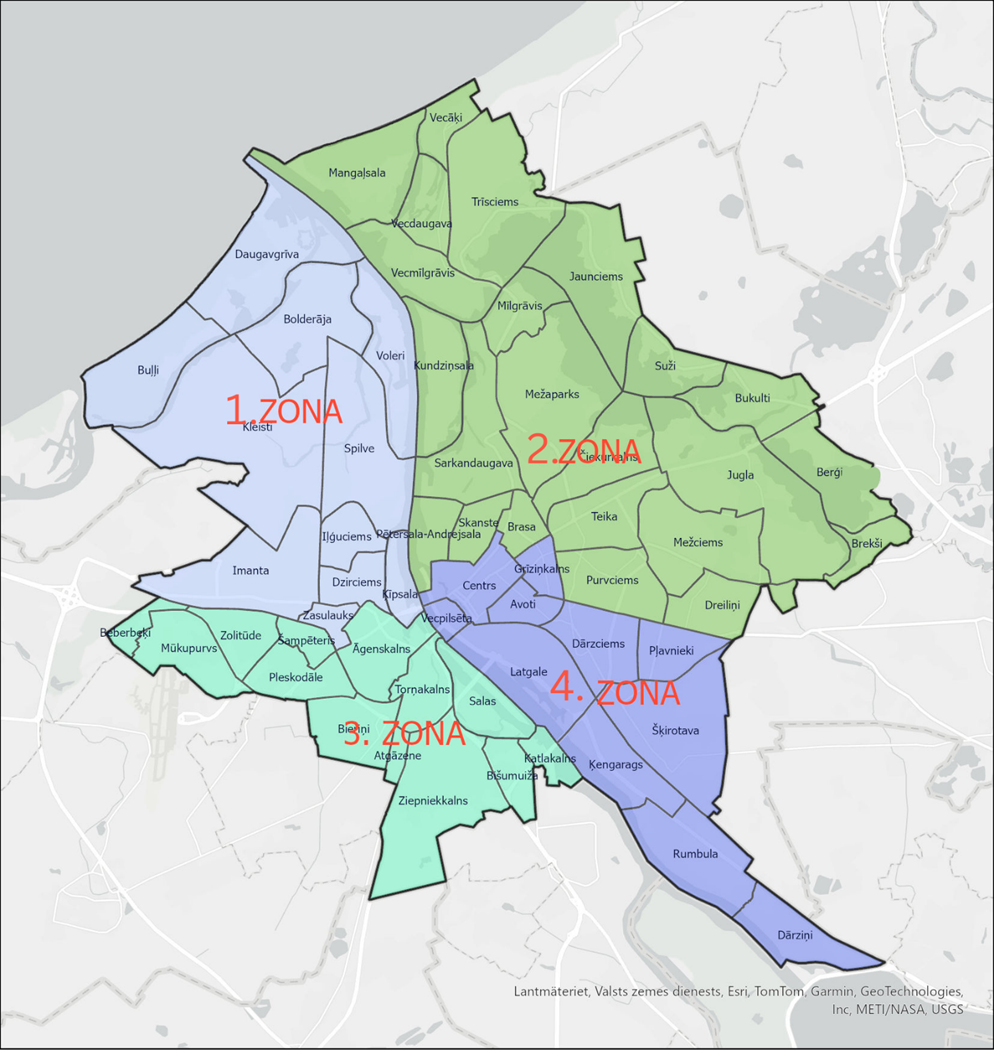 Vecāķi
Mangaļsala
Trīsciems
Vecdaugava
Daugavgrīva
Vecmīlgrāvis
Jaunciems
Mīlgrāvis
Bolderāja
Voleri
Kundziņsala
Suži
Buļļi
Mežaparks
Bukulti
1.ZONA
Kleisti
Spilve
2.ZONA
Sarkandaugava
Jugla
Berģi
Skanste
Brasa
Teika
Iļģuciems
Pētersala-Andrejsala
Mežciems
Brekši
Imanta
Grīziņkalns
Dzirciems
Centrs
Purvciems
Ķīpsala
Avoti
Dreiliņi
Zasulauks
Vecpilsēta
Beberbeķi
Zolitūde
Šampēteris
Mūkupurvs
Āgenskalns
Dārzciems
Pļavnieki
Pleskodāle
Latgale
Torņakalns
4. ZONA
Salas
Bieriņi
3. ZONA
Šķirotava
Atgāzene
Katlakalns
Ķengarags
Bišumuiža
Ziepniekkalns
Rumbula
Dārziņi
Lantmäteriet, Valsts zemes dienests, Esri, TomTom, Garmin, GeoTechnologies,
Inc, METI/NASA, USGS